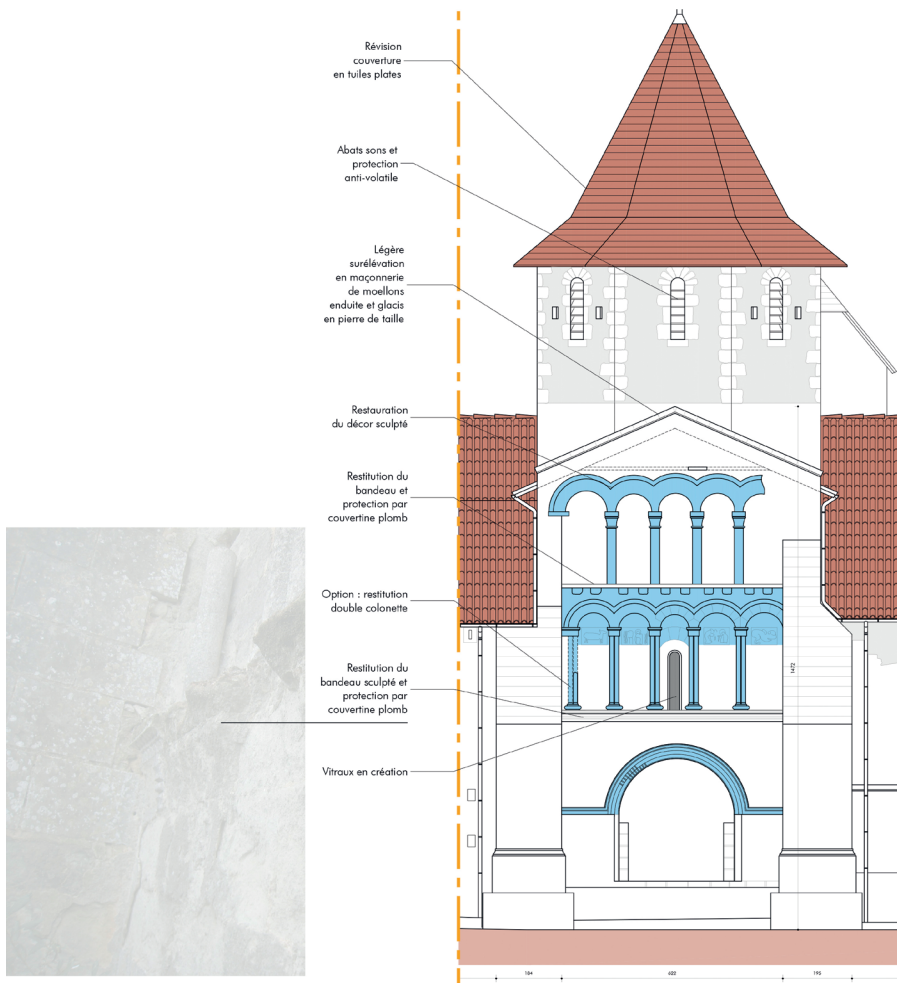 Révision
couverture
en tuiles plates
Abats sons et
protection
anti-volatile
Légère
surélévation
en maçonnerie
de moellons
enduite et glacis
en pierre de taille
Restauration
du décor sculpté
Restitution du
bandeau et
protection par
couvertine plomb
Option : restitution
double colonette
Restitution du
bandeau sculpté et
protection par
couvertine plomb
Vitraux en création
1472
184
622
190